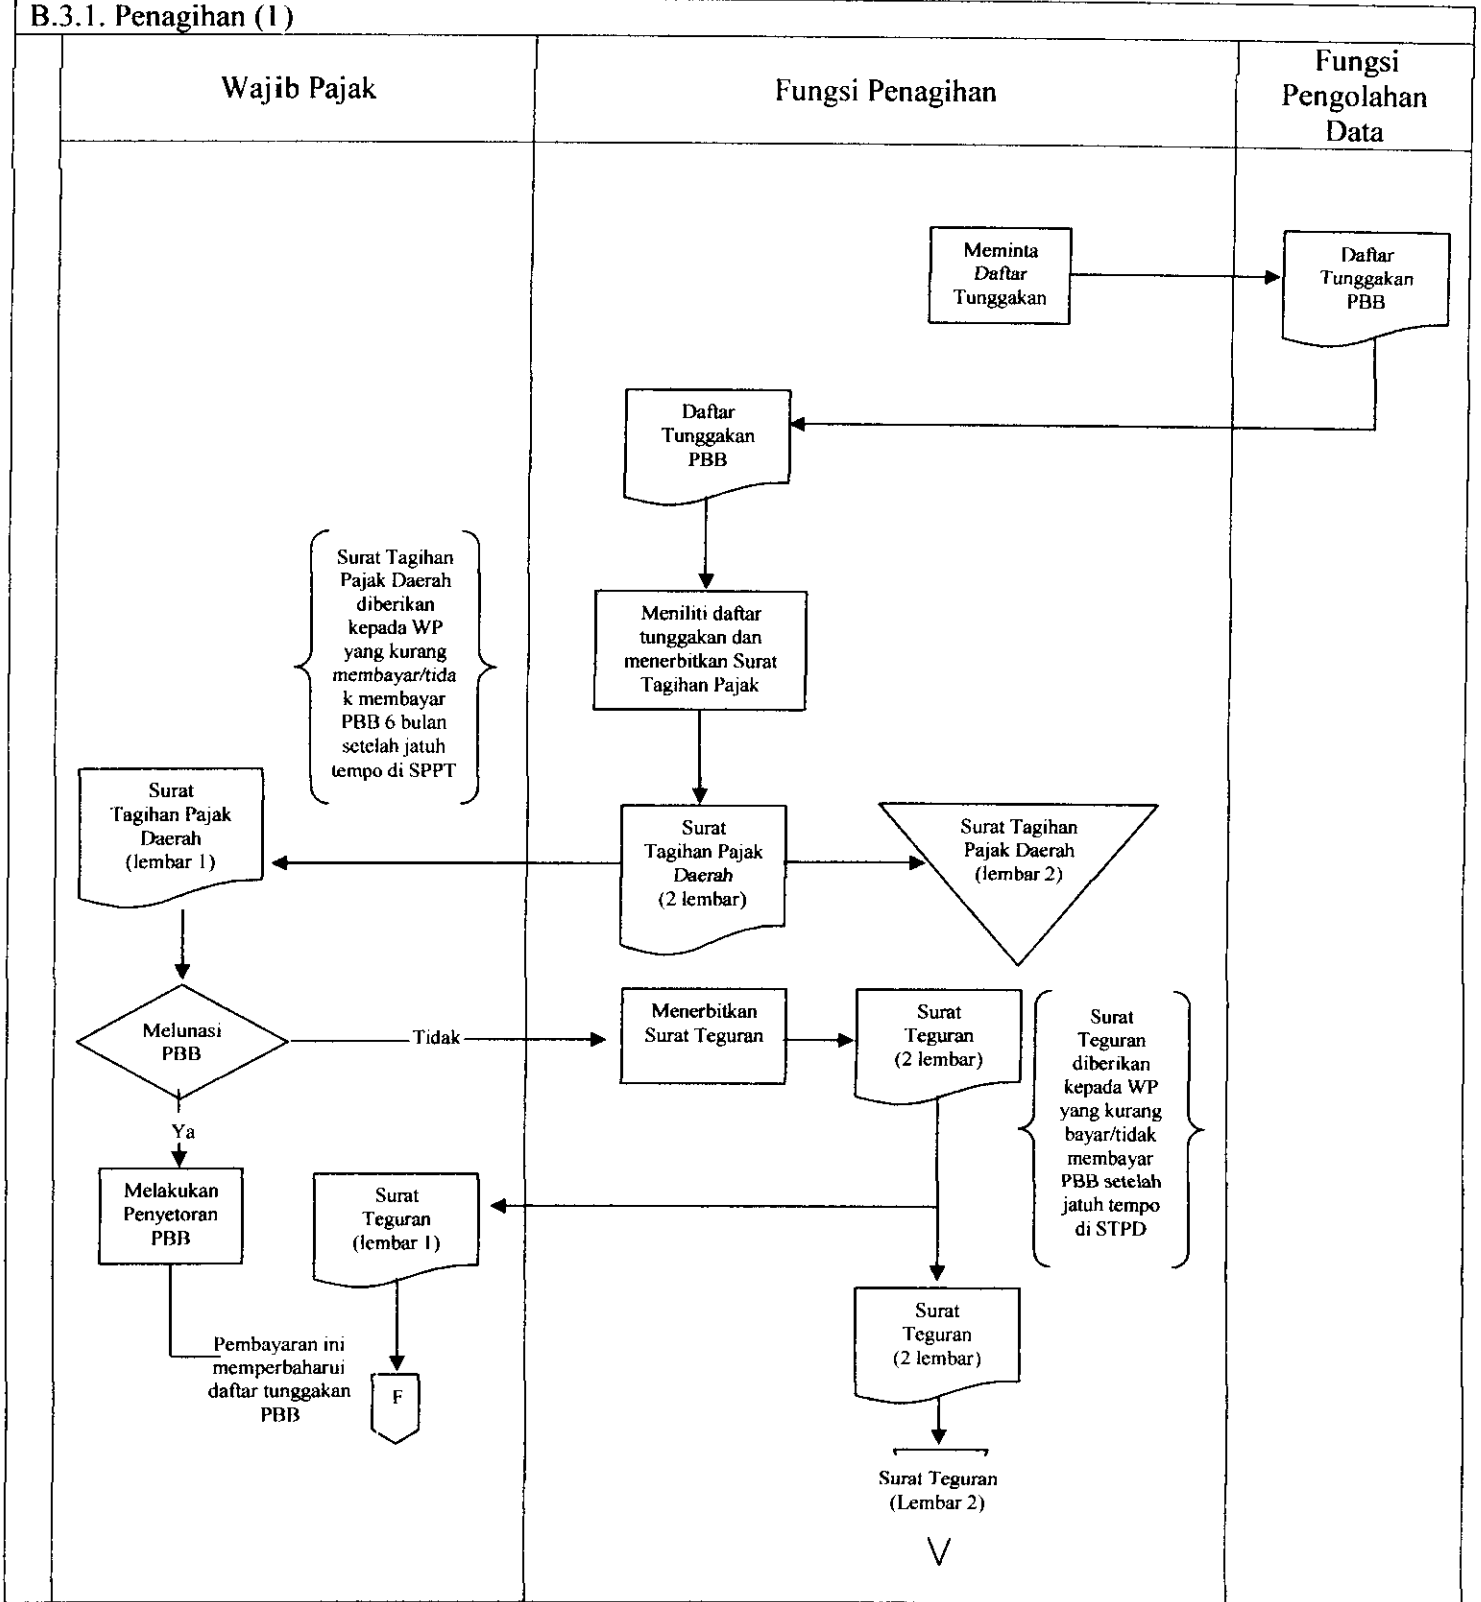 B.3.1. Penagihan (1)
Wajib Pajak
Fungsi Penagihan
Fungsi
Pengolahan
Data
Meminta
Daftar
Tunggakan
Daftar
Tunggakan
PBB
Daftar
Tunggakan
PBB
Surat Tagihan
Pajak Daerah
diberikan
kepada WP
yang kurang
membayar/tida
k membayar
PBB 6 bulan
setelah jatuh
tempo di SPPT
Meniliti daftar
tunggakan dan
menerbitkan Surat
Tagihan Pajak
Surat
Tagihan Pajak
Daerah
(lembar 1)
Surat
Tagihan Pajak
Daerah
(2 lembar)
Surat Tagihan
Pajak Daerah
(lembar 2)
Melunasi
PBB
Tidak
Menerbitkan
Surat Teguran
Surat
Teguran
(2 lembar)
Surat
Teguran
diberikan
kepada WP
yang kurang
bayar/tidak
membayar
PBB setelah
jatuh tempo
di STPD
Ya
Melakukan
Penyetoran
PBB
Surat
Teguran
(lembar 1)
Surat
Teguran
(2 lembar)
Pembayaran ini
memperbaharui
daftar tunggakan
PBB
F
Surat Teguran
(Lembar 2)